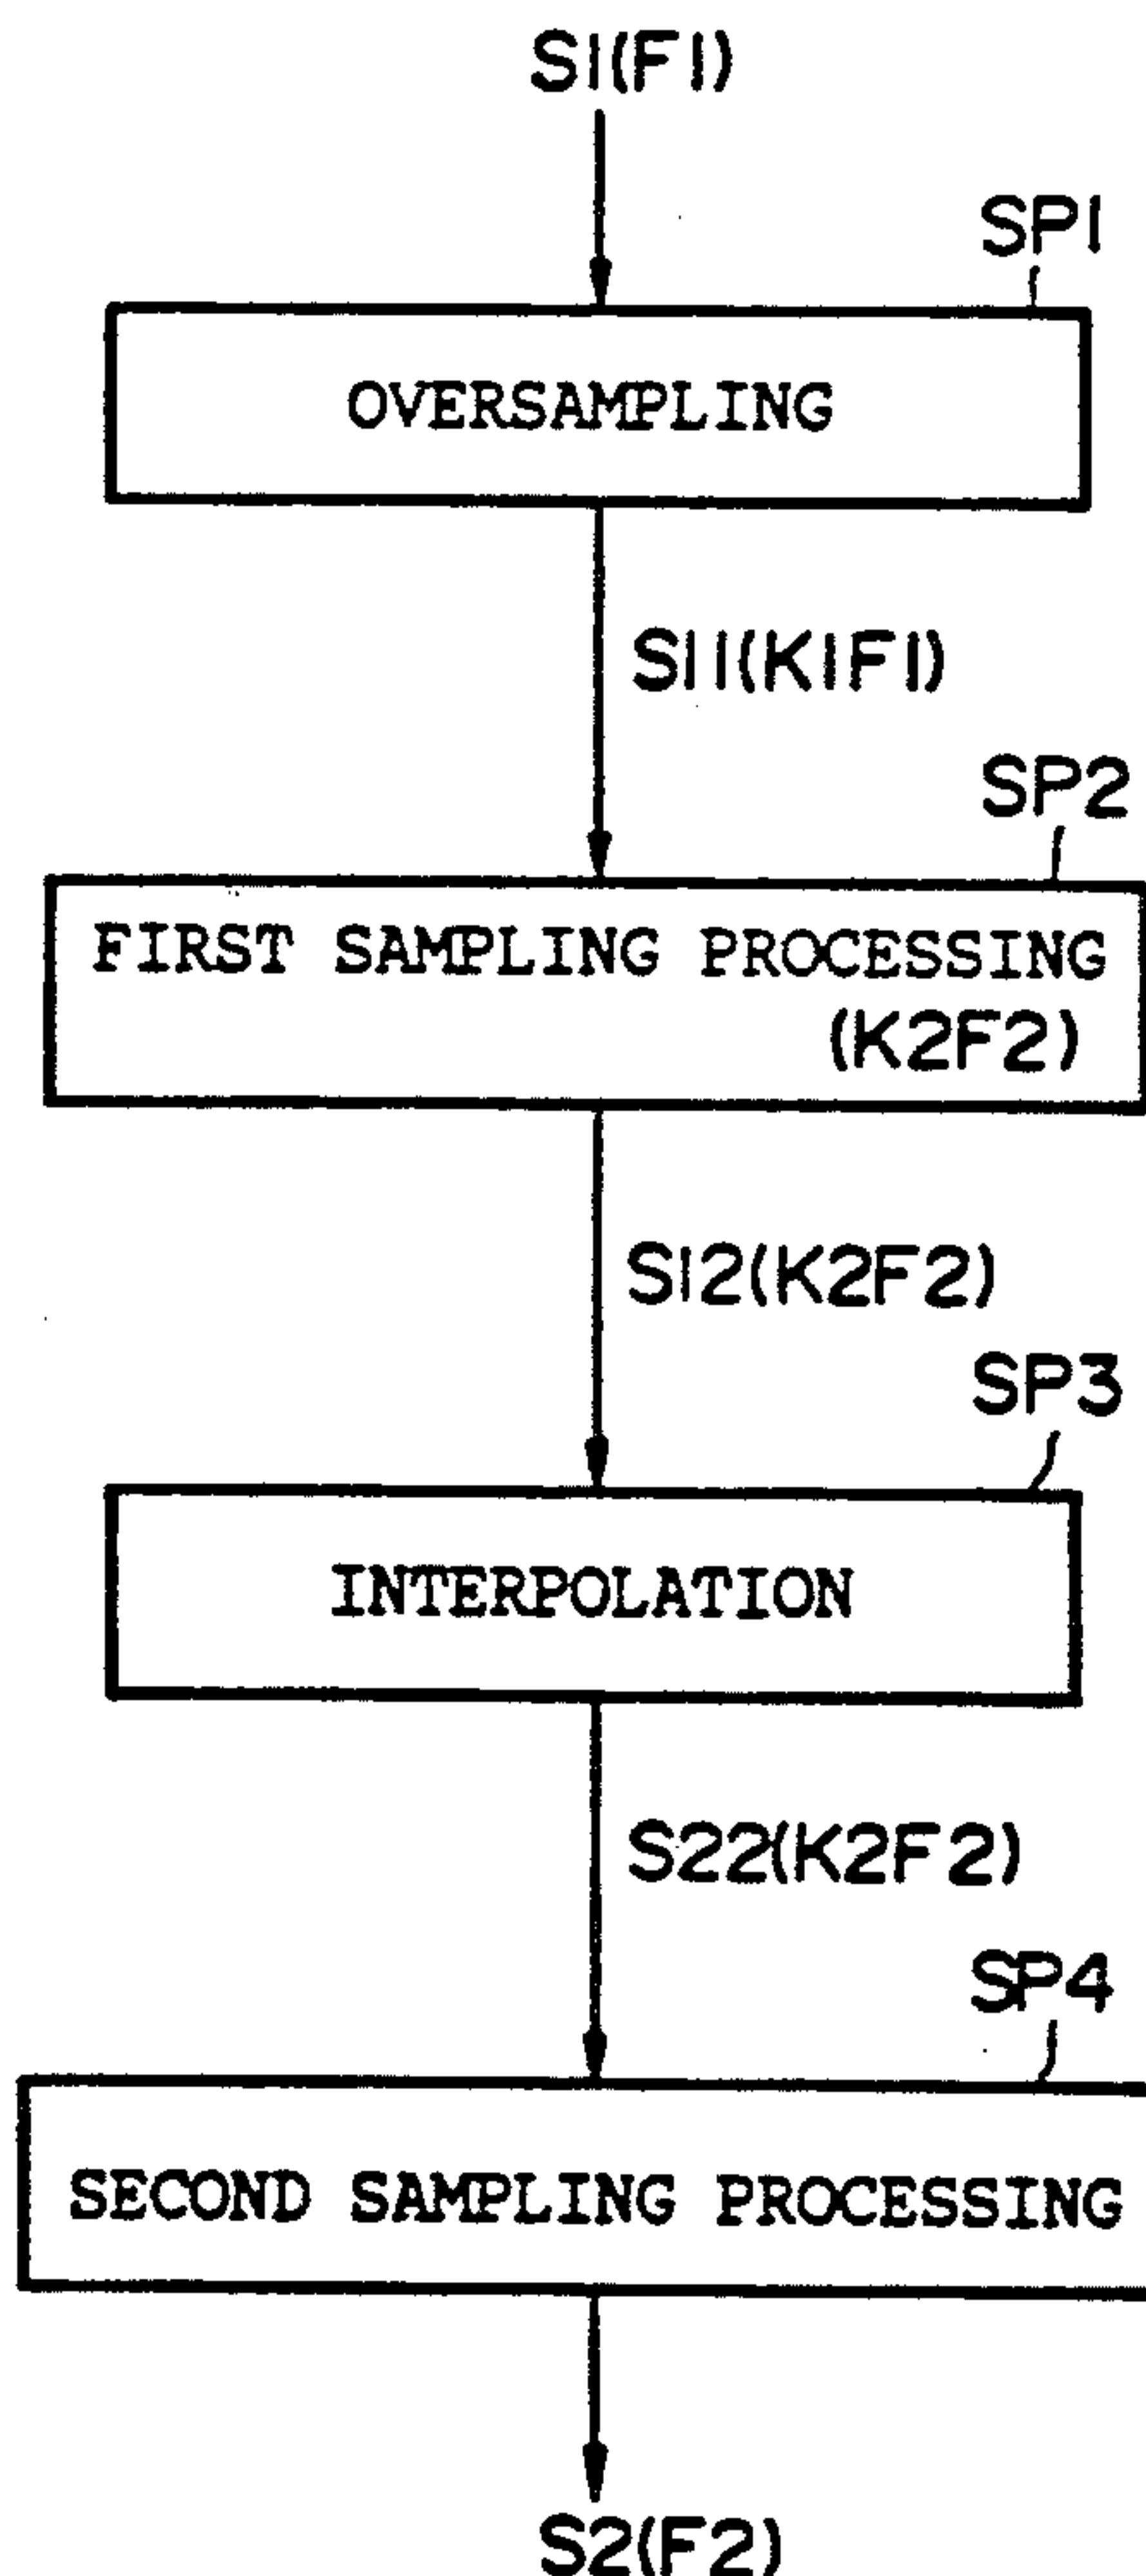 S1(F1)
SP1
OVERSAMPLING
S11(K1F1)
SP2
FIRST SAMPLING PROCESSING
(K2F2)
S12(K2F2)
SP3
INTERPOLATION
S22(K2F2)
SP4
SECOND SAMPLING PROCESSING
S2(F2)